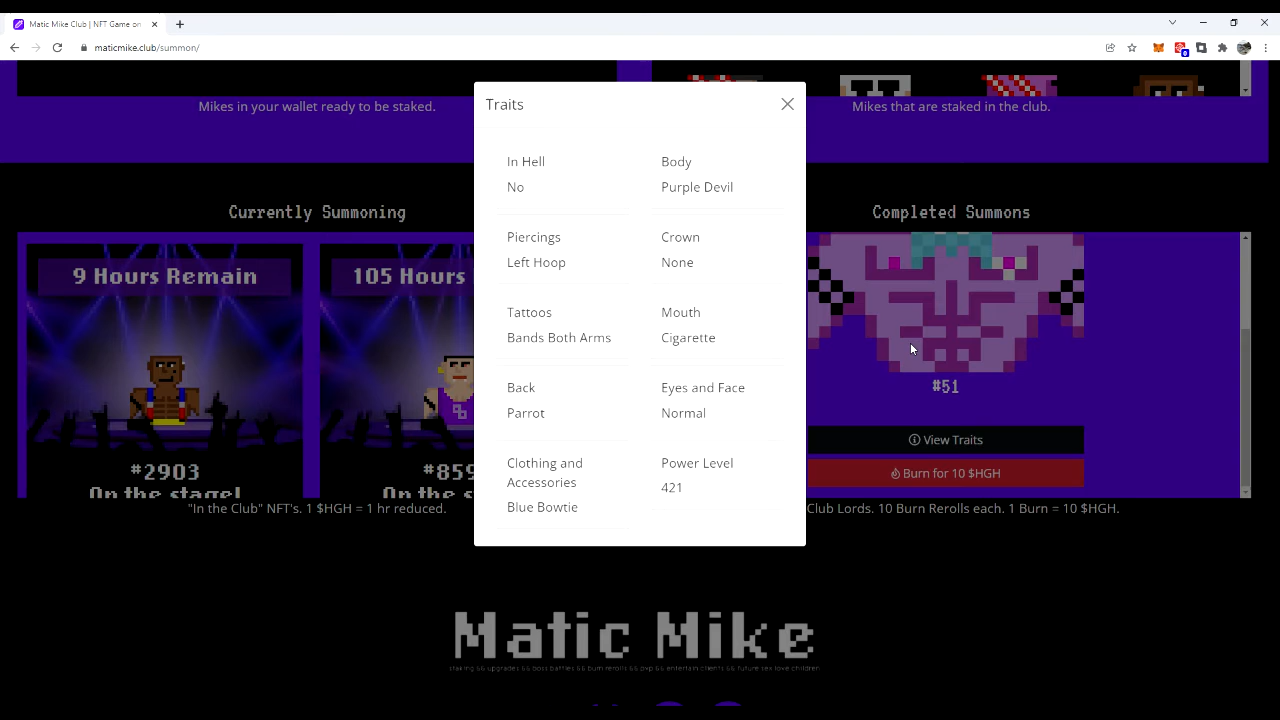 Matic Mike Club | NFT Game on
maticmike.club/summon/
Mikes in your wallet ready to be staked.
Mikes that are staked in the club.
Traits
In Hell
No
Body
Purple Devil
Piercings
Left Hoop
Crown
None
Tattoos
Bands Both Arms
Mouth
Cigarette
Back
Parrot
Eyes and Face
Normal
Clothing and
Accessories
Blue Bowtie
Power Level
421
Currently Summoning
9 Hours Remain
105 Hours
#2903
On the stage!
#859
On the s
"In the Club" NFT's. 1 $HGH = 1 hr reduced.
Completed Summons
#51
View Traits
Burn for 10 $HGH
Club Lords. 10 Burn Rerolls each. 1 Burn = 10 $HGH.
Matic Mike